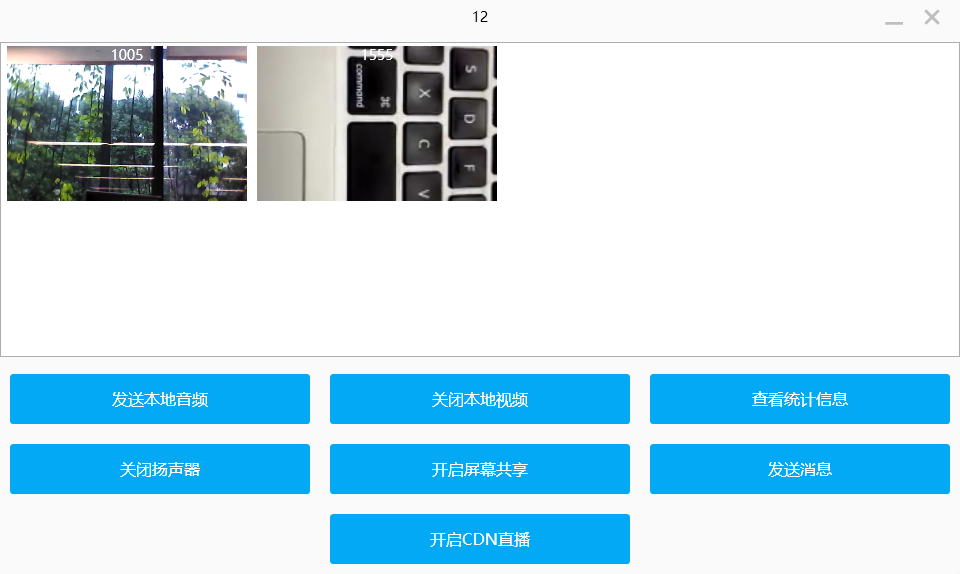 12
1005
1555
command
⌘
S
X
D
C
F
V
发送本地音频
关闭本地视频
查看统计信息
关闭扬声器
开启屏幕共享
发送消息
开启CDN直播